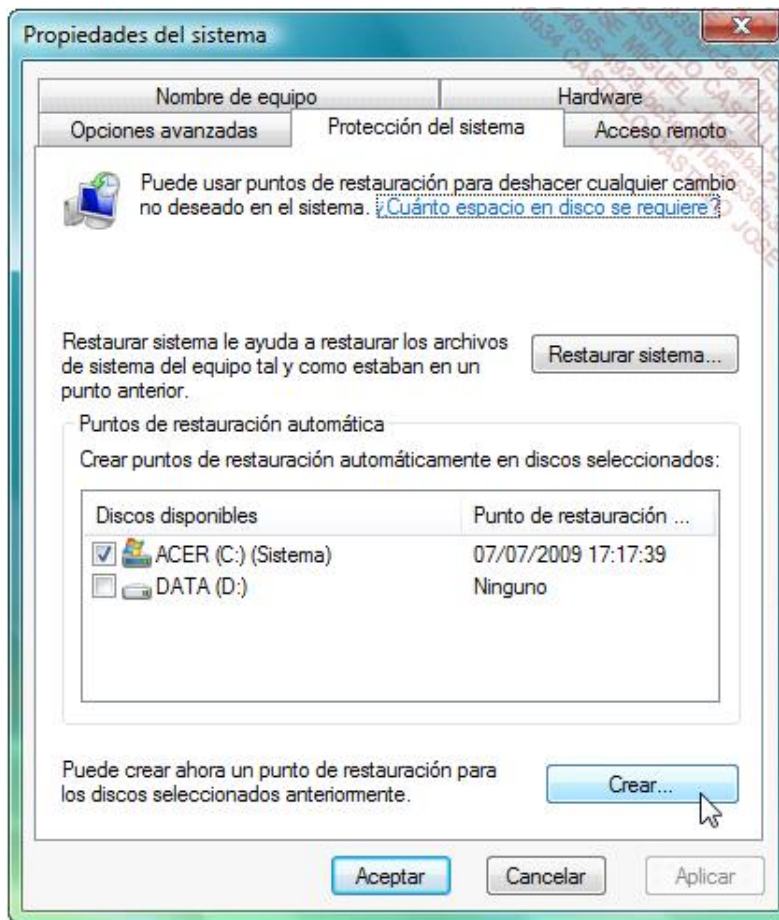 Propiedades del sistema
Nombre de equipo
Hardware
Opciones avanzadas
Protección del sistema
Acceso remoto
Puede usar puntos de restauración para deshacer cualquier cambio
no deseado en el sistema. ¿Cuánto espacio en disco se requiere?
Restaurar sistema le ayuda a restaurar los archivos
de sistema del equipo tal y como estaban en un
punto anterior.
Restaurar sistema...
Puntos de restauración automática
Crear puntos de restauración automáticamente en discos seleccionados:
Discos disponibles
Punto de restauración ...
ACER (C:) (Sistema)
07/07/2009 17:17:39
DATA (D:)
Ninguno
Puede crear ahora un punto de restauración para
los discos seleccionados anteriormente.
Crear...
Aceptar
Cancelar
Aplicar
JOSE MIGUEL
CASTILLO CASTILLO